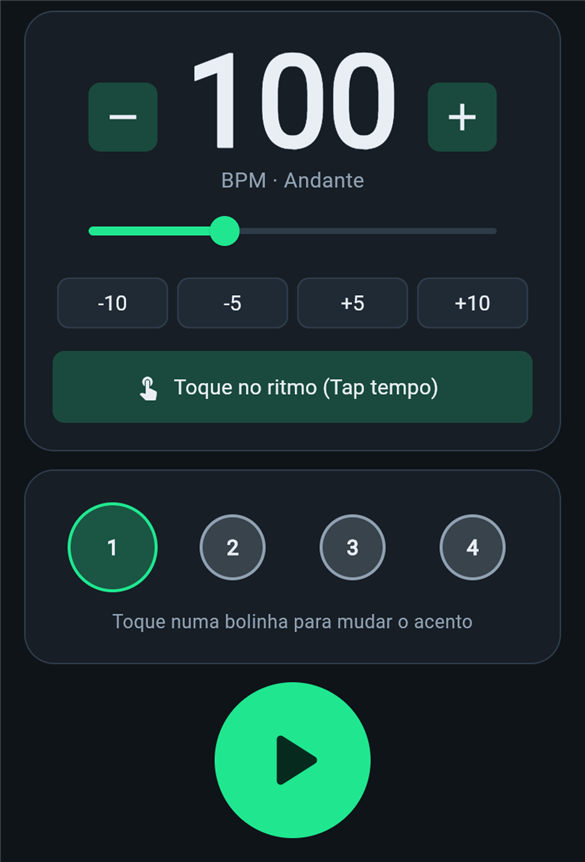 − 100 +
BPM · Andante
-10 -5 +5 +10
Toque no ritmo (Tap tempo)
1 2 3 4
Toque numa bolinha para mudar o acento